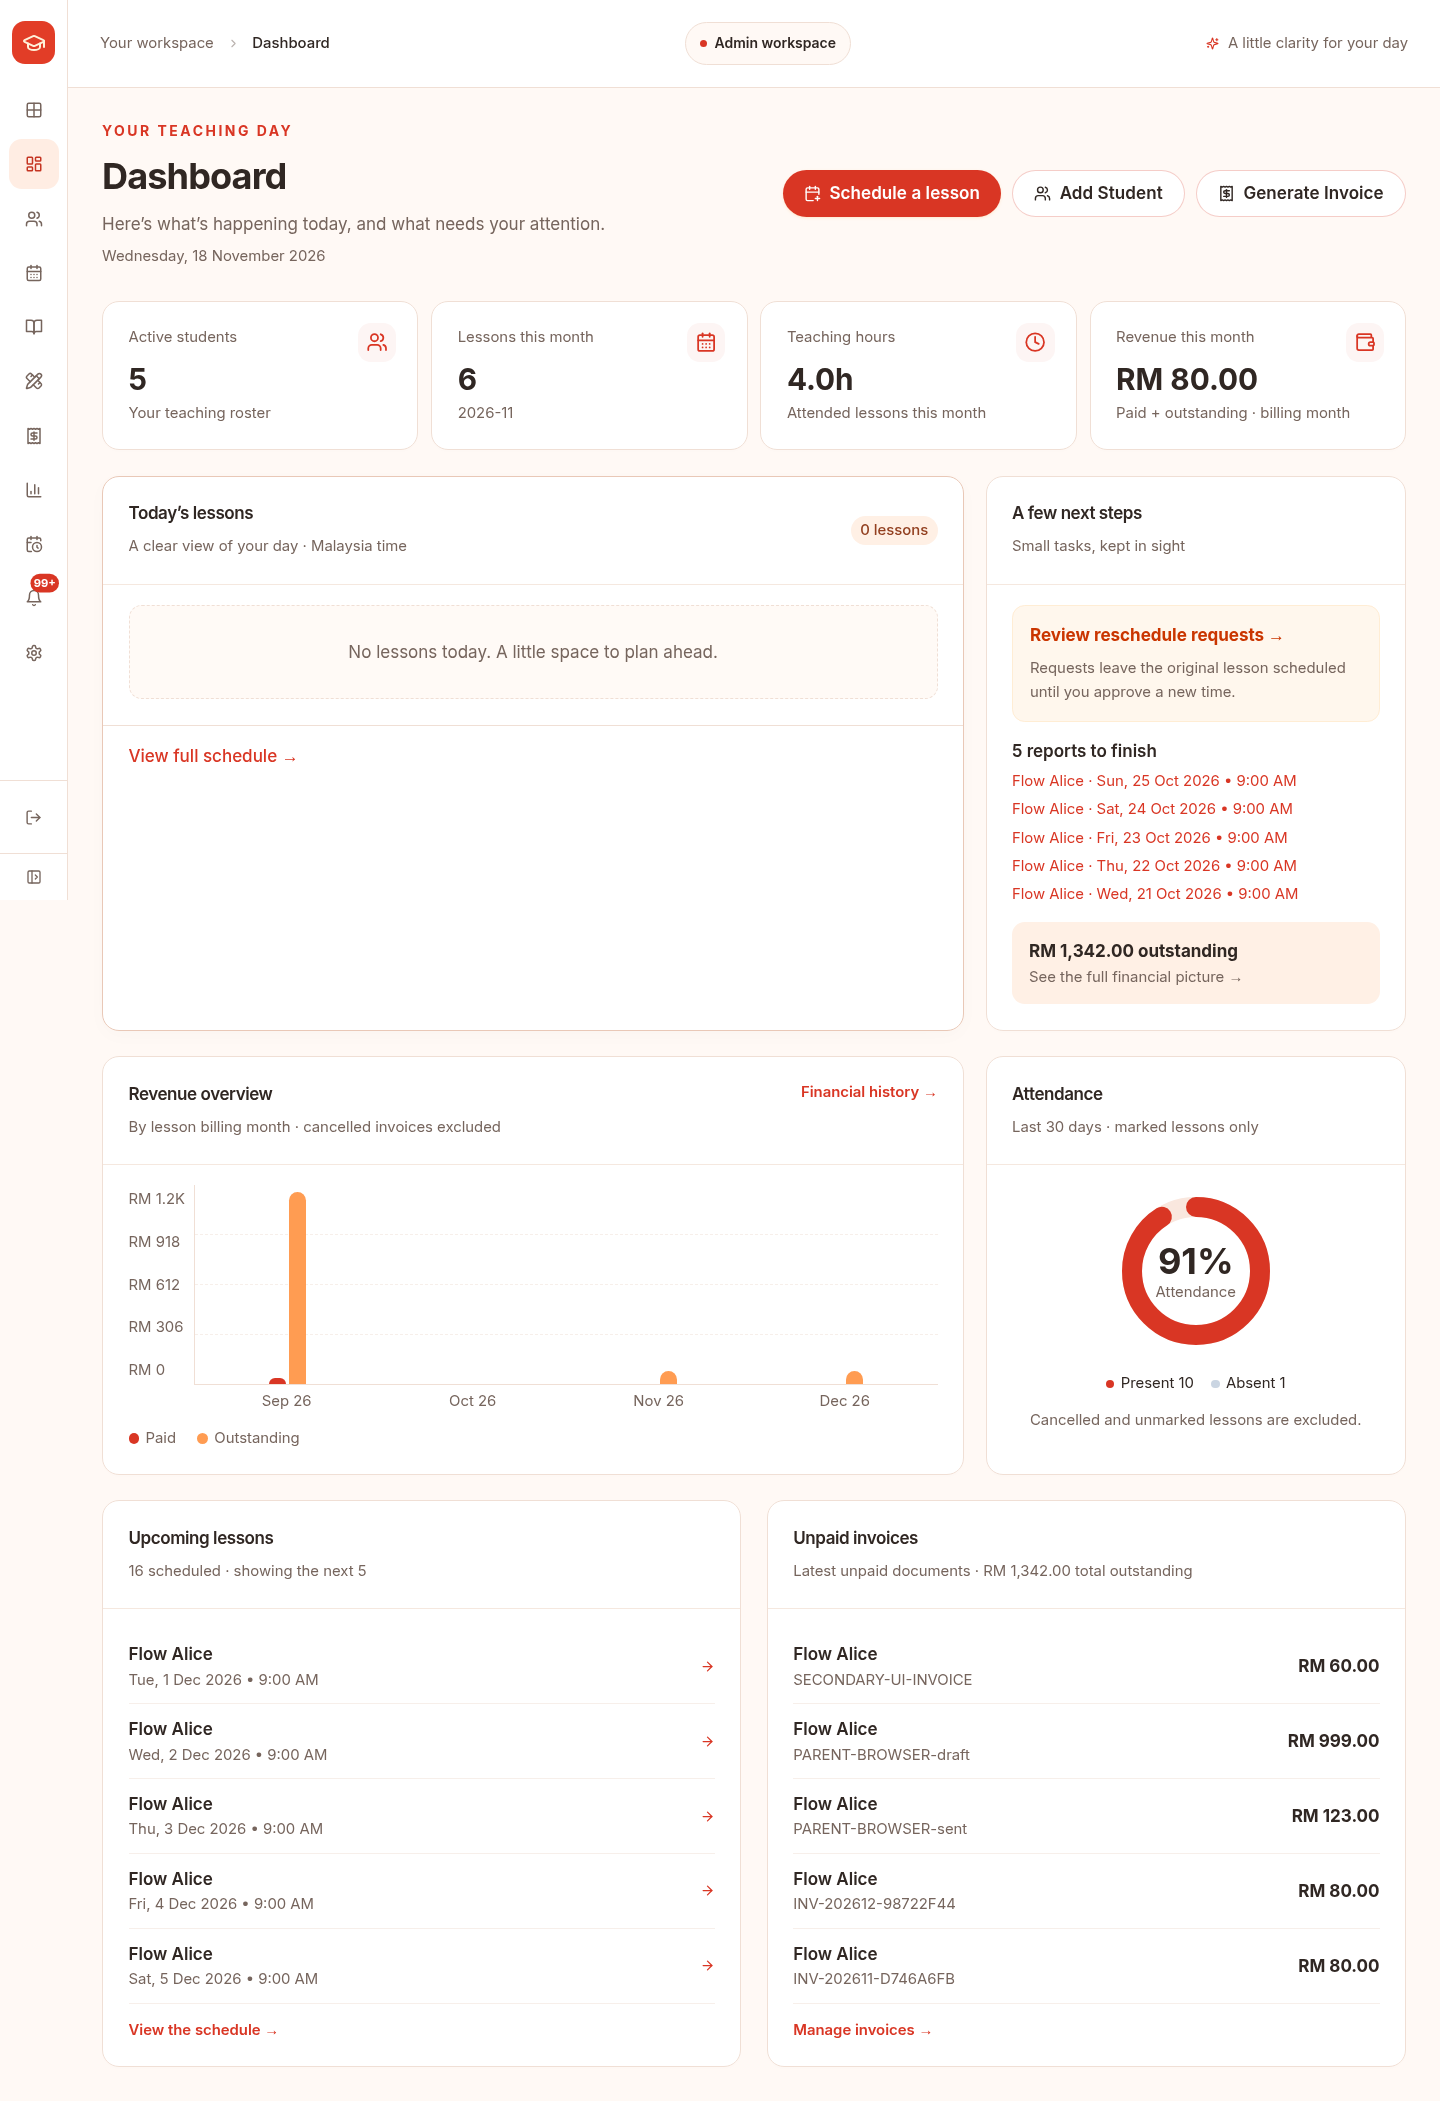 Your workspace
Dashboard
Admin workspace
A little clarity for your day
YOUR TEACHING DAY
Dashboard
Here’s what’s happening today, and what needs your attention.
Wednesday, 18 November 2026
Schedule a lesson
Add Student
Generate Invoice
99+
Active students
5
Your teaching roster
Lessons this month
6
2026-11
Teaching hours
4.0h
Attended lessons this month
Revenue this month
RM 80.00
Paid + outstanding · billing month
Today’s lessons
A clear view of your day · Malaysia time
0 lessons
No lessons today. A little space to plan ahead.
View full schedule →
A few next steps
Small tasks, kept in sight
Review reschedule requests →
Requests leave the original lesson scheduled
until you approve a new time.
5 reports to finish
Flow Alice · Sun, 25 Oct 2026 • 9:00 AM
Flow Alice · Sat, 24 Oct 2026 • 9:00 AM
Flow Alice · Fri, 23 Oct 2026 • 9:00 AM
Flow Alice · Thu, 22 Oct 2026 • 9:00 AM
Flow Alice · Wed, 21 Oct 2026 • 9:00 AM
RM 1,342.00 outstanding
See the full financial picture →
Revenue overview
By lesson billing month · cancelled invoices excluded
Financial history →
RM 1.2K
RM 918
RM 612
RM 306
RM 0
Sep 26
Oct 26
Nov 26
Dec 26
Paid
Outstanding
Attendance
Last 30 days · marked lessons only
91%
Attendance
Present 10
Absent 1
Cancelled and unmarked lessons are excluded.
Upcoming lessons
16 scheduled · showing the next 5
Flow Alice
Tue, 1 Dec 2026 • 9:00 AM
Flow Alice
Wed, 2 Dec 2026 • 9:00 AM
Flow Alice
Thu, 3 Dec 2026 • 9:00 AM
Flow Alice
Fri, 4 Dec 2026 • 9:00 AM
Flow Alice
Sat, 5 Dec 2026 • 9:00 AM
View the schedule →
Unpaid invoices
Latest unpaid documents · RM 1,342.00 total outstanding
Flow Alice
SECONDARY-UI-INVOICE
RM 60.00
Flow Alice
PARENT-BROWSER-draft
RM 999.00
Flow Alice
PARENT-BROWSER-sent
RM 123.00
Flow Alice
INV-202612-98722F44
RM 80.00
Flow Alice
INV-202611-D746A6FB
RM 80.00
Manage invoices →